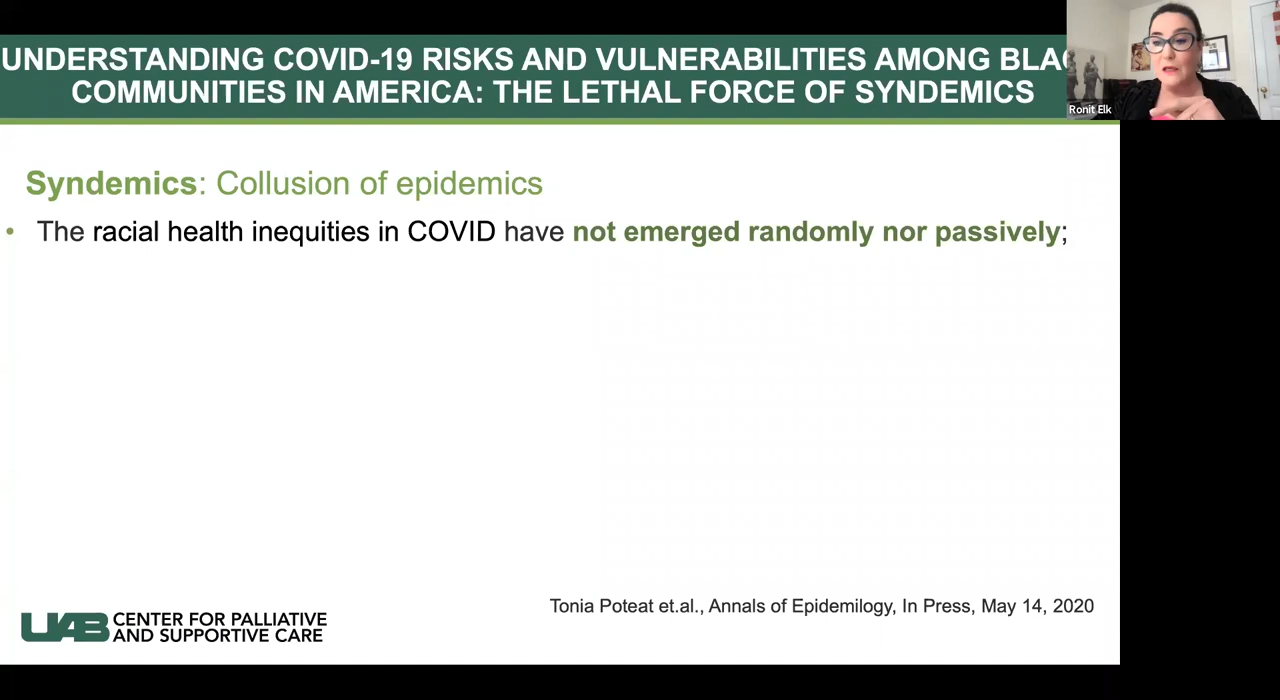 UNDERSTANDING COVID-19 RISKS AND VULNERABILITIES AMONG BLAC
COMMUNITIES IN AMERICA: THE LETHAL FORCE OF SYNDEMICS
Ronit Elk
Syndemics: Collusion of epidemics
• The racial health inequities in COVID have not emerged randomly nor passively;
Tonia Poteat et.al., Annals of Epidemilogy, In Press, May 14, 2020
UAB CENTER FOR PALLIATIVE
AND SUPPORTIVE CARE